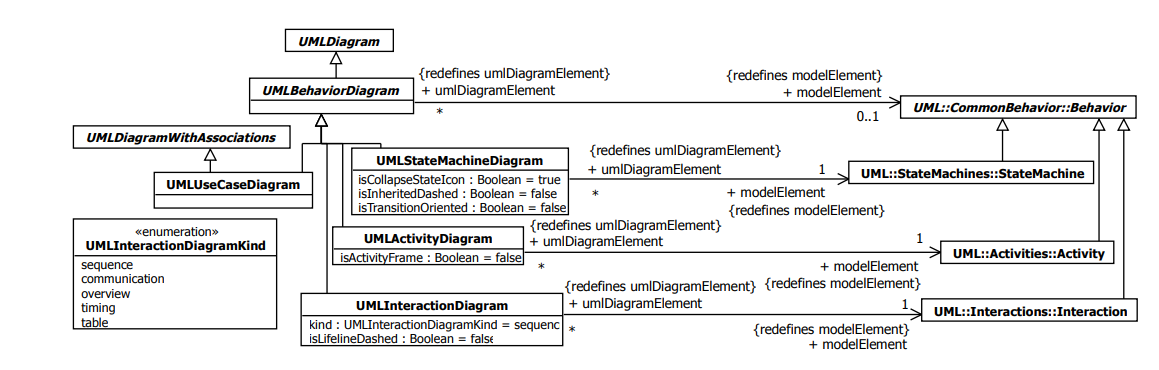 UMLDiagram
{redefines umlDiagramElement}
+ umlDiagramElement
*
{redefines modelElement}
+ modelElement
0..1
UMLBehaviorDiagram
UML::CommonBehavior::Behavior
UMLDiagramWithAssociations
UMLUseCaseDiagram
UMLStateMachineDiagram
isCollapseStateIcon : Boolean = true
isInheritedDashed : Boolean = false
isTransitionOriented : Boolean = false
{redefines umlDiagramElement}
+ umlDiagramElement
*
1
+ modelElement
{redefines modelElement}
UML::StateMachines::StateMachine
«enumeration»
UMLInteractionDiagramKind
sequence
communication
overview
timing
table
UMLActivityDiagram
isActivityFrame : Boolean = false
{redefines umlDiagramElement}
+ umlDiagramElement
*
1
+ modelElement
{redefines modelElement}
UML::Activities::Activity
UMLInteractionDiagram
kind : UMLInteractionDiagramKind = sequenc
isLifelineDashed : Boolean = false
{redefines umlDiagramElement}
+ umlDiagramElement
*
1
{redefines modelElement}
+ modelElement
UML::Interactions::Interaction